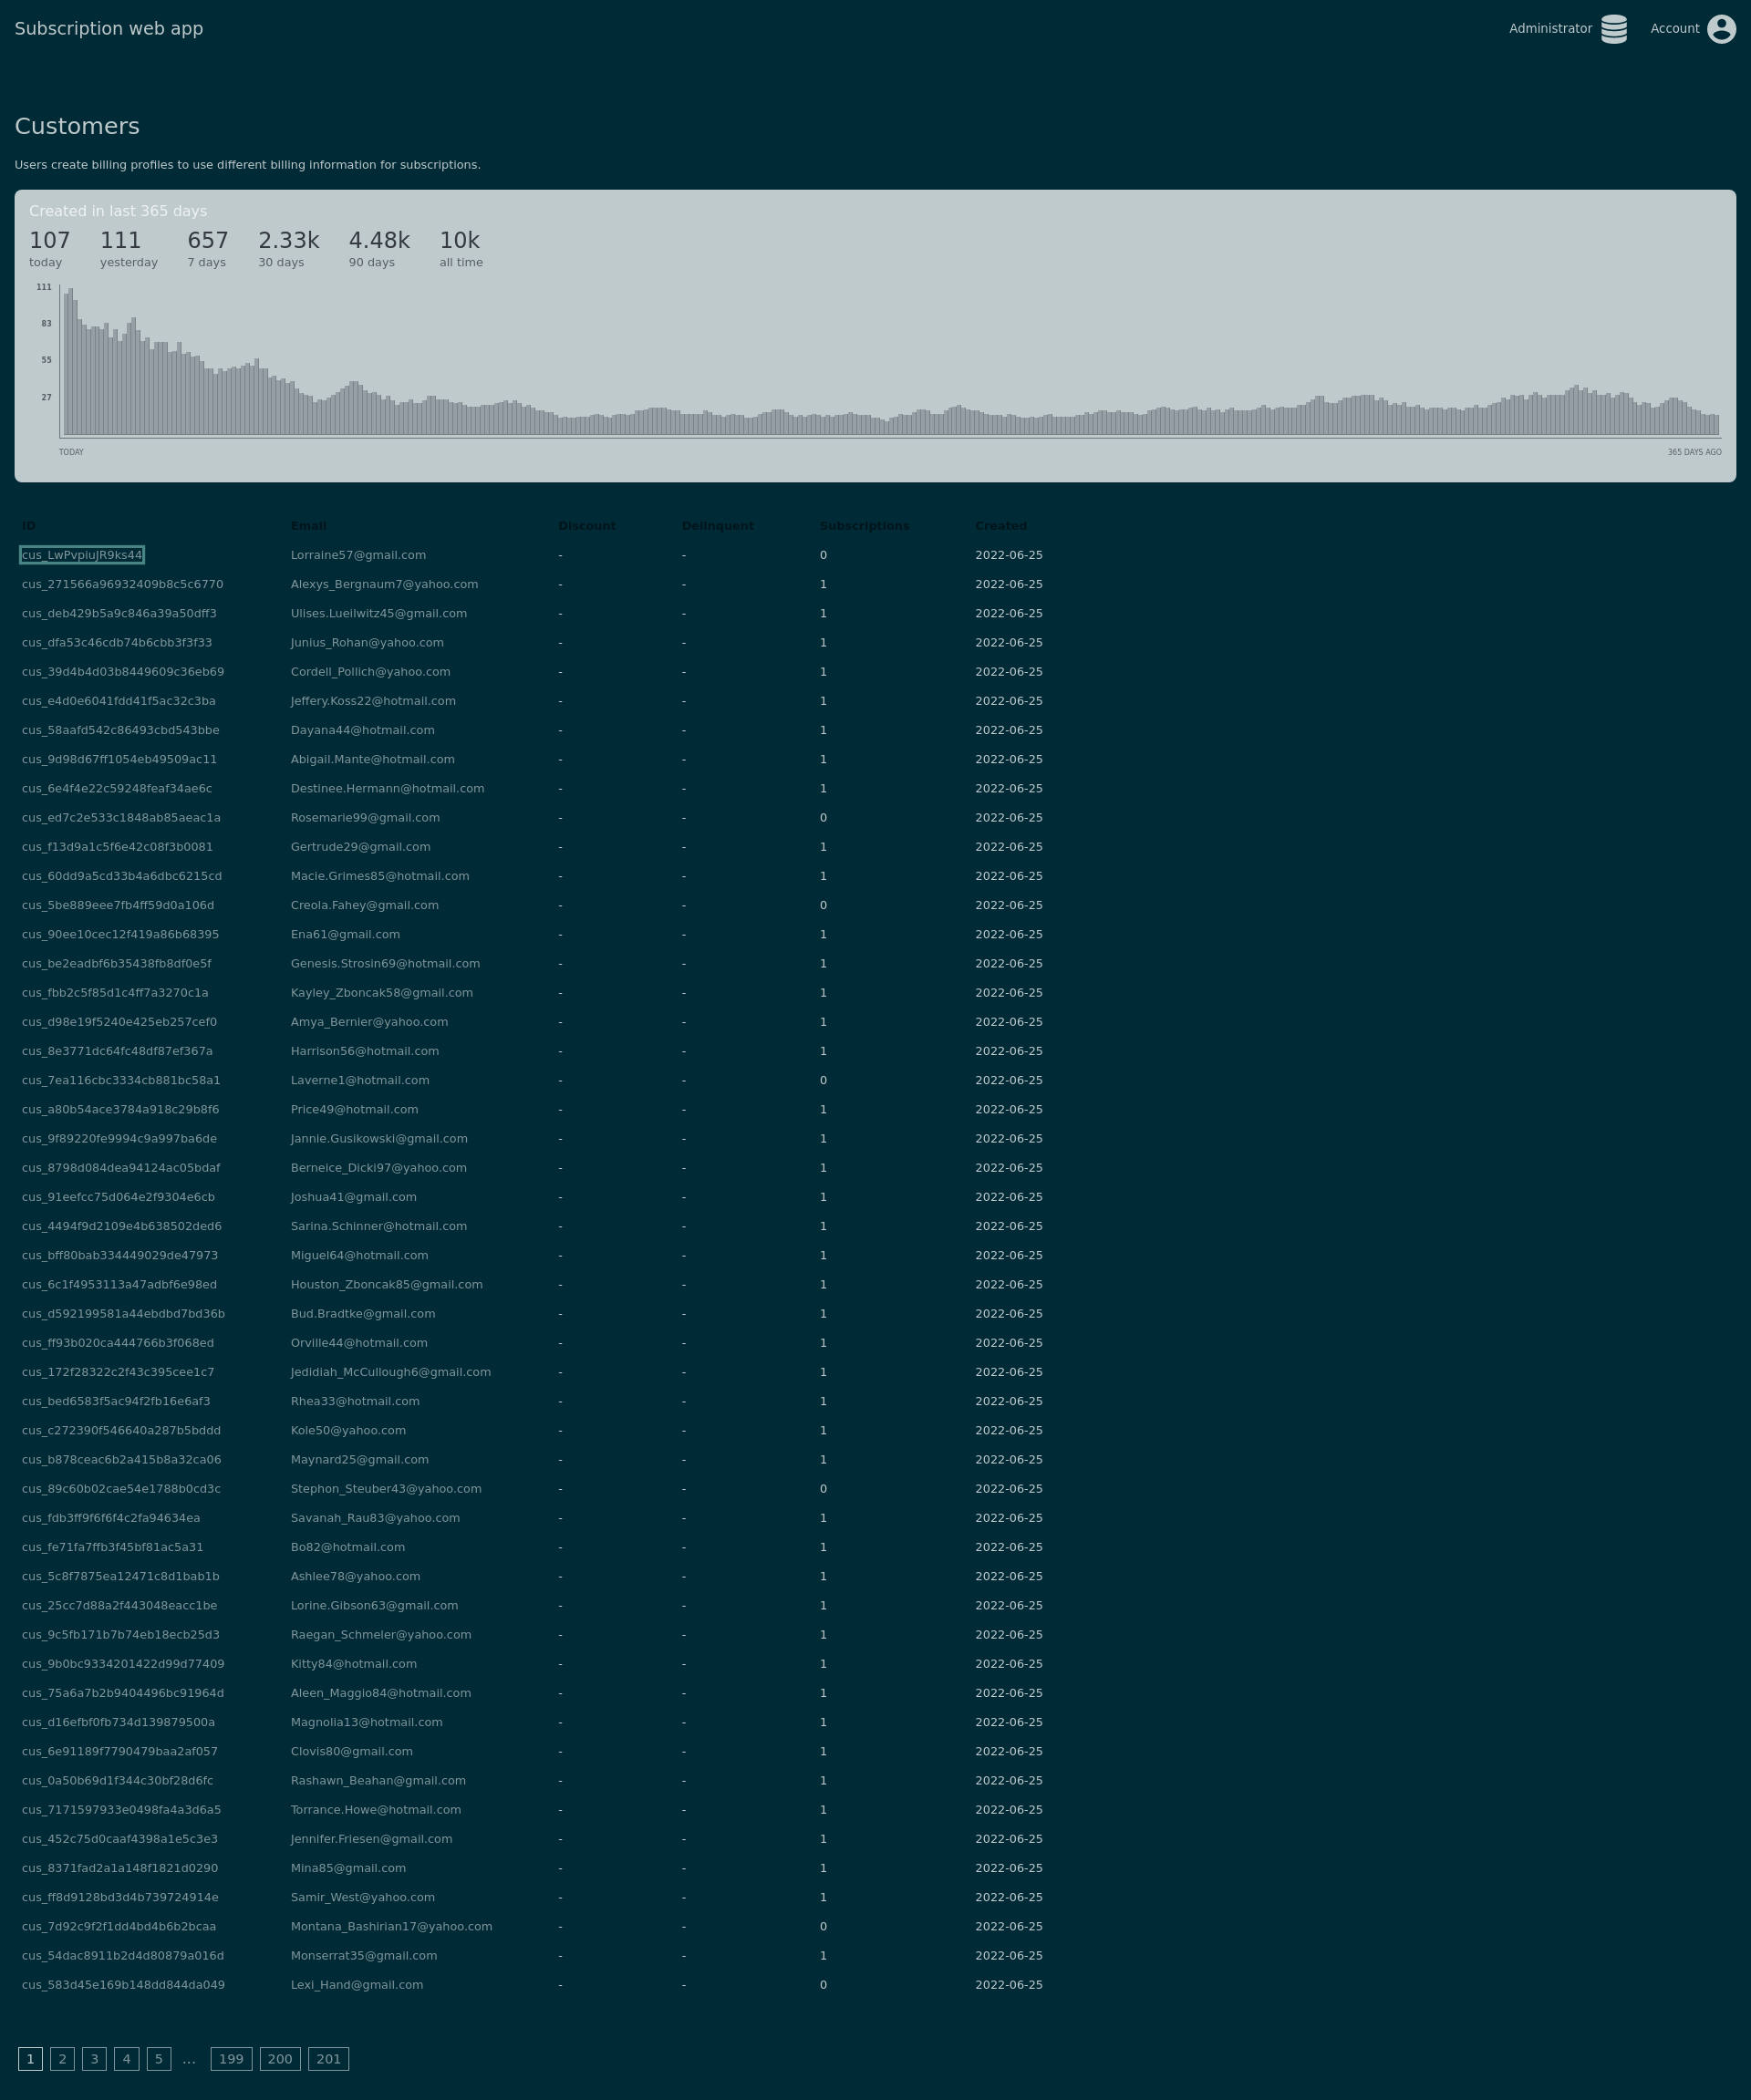 Subscription web app Administrator Account
Customers
Users create billing profiles to use different billing information for subscriptions.
Created in last 365 days
107 111 657 2.33k 4.48k 10k
today yesterday 7 days 30 days 90 days all time
111
83
55
27
TODAY 365 DAYS AGO
ID Email Discount Delinquent Subscriptions Created
cus_LwPvpiuJR9ks44 Lorraine57@gmail.com - - 0 2022-06-25
cus_271566a96932409b8c5c6770 Alexys_Bergnaum7@yahoo.com - - 1 2022-06-25
cus_deb429b5a9c846a39a50dff3 Ulises.Lueilwitz45@gmail.com - - 1 2022-06-25
cus_dfa53c46cdb74b6cbb3f3f33 Junius_Rohan@yahoo.com - - 1 2022-06-25
cus_39d4b4d03b8449609c36eb69 Cordell_Pollich@yahoo.com - - 1 2022-06-25
cus_e4d0e6041fdd41f5ac32c3ba Jeffery.Koss22@hotmail.com - - 1 2022-06-25
cus_58aafd542c86493cbd543bbe Dayana44@hotmail.com - - 1 2022-06-25
cus_9d98d67ff1054eb49509ac11 Abigail.Mante@hotmail.com - - 1 2022-06-25
cus_6e4f4e22c59248feaf34ae6c Destinee.Hermann@hotmail.com - - 1 2022-06-25
cus_ed7c2e533c1848ab85aeac1a Rosemarie99@gmail.com - - 0 2022-06-25
cus_f13d9a1c5f6e42c08f3b0081 Gertrude29@gmail.com - - 1 2022-06-25
cus_60dd9a5cd33b4a6dbc6215cd Macie.Grimes85@hotmail.com - - 1 2022-06-25
cus_5be889eee7fb4ff59d0a106d Creola.Fahey@gmail.com - - 0 2022-06-25
cus_90ee10cec12f419a86b68395 Ena61@gmail.com - - 1 2022-06-25
cus_be2eadbf6b35438fb8df0e5f Genesis.Strosin69@hotmail.com - - 1 2022-06-25
cus_fbb2c5f85d1c4ff7a3270c1a Kayley_Zboncak58@gmail.com - - 1 2022-06-25
cus_d98e19f5240e425eb257cef0 Amya_Bernier@yahoo.com - - 1 2022-06-25
cus_8e3771dc64fc48df87ef367a Harrison56@hotmail.com - - 1 2022-06-25
cus_7ea116cbc3334cb881bc58a1 Laverne1@hotmail.com - - 0 2022-06-25
cus_a80b54ace3784a918c29b8f6 Price49@hotmail.com - - 1 2022-06-25
cus_9f89220fe9994c9a997ba6de Jannie.Gusikowski@gmail.com - - 1 2022-06-25
cus_8798d084dea94124ac05bdaf Berneice_Dicki97@yahoo.com - - 1 2022-06-25
cus_91eefcc75d064e2f9304e6cb Joshua41@gmail.com - - 1 2022-06-25
cus_4494f9d2109e4b638502ded6 Sarina.Schinner@hotmail.com - - 1 2022-06-25
cus_bff80bab334449029de47973 Miguel64@hotmail.com - - 1 2022-06-25
cus_6c1f4953113a47adbf6e98ed Houston_Zboncak85@gmail.com - - 1 2022-06-25
cus_d592199581a44ebdbd7bd36b Bud.Bradtke@gmail.com - - 1 2022-06-25
cus_ff93b020ca444766b3f068ed Orville44@hotmail.com - - 1 2022-06-25
cus_172f28322c2f43c395cee1c7 Jedidiah_McCullough6@gmail.com - - 1 2022-06-25
cus_bed6583f5ac94f2fb16e6af3 Rhea33@hotmail.com - - 1 2022-06-25
cus_c272390f546640a287b5bddd Kole50@yahoo.com - - 1 2022-06-25
cus_b878ceac6b2a415b8a32ca06 Maynard25@gmail.com - - 1 2022-06-25
cus_89c60b02cae54e1788b0cd3c Stephon_Steuber43@yahoo.com - - 0 2022-06-25
cus_fdb3ff9f6f6f4c2fa94634ea Savanah_Rau83@yahoo.com - - 1 2022-06-25
cus_fe71fa7ffb3f45bf81ac5a31 Bo82@hotmail.com - - 1 2022-06-25
cus_5c8f7875ea12471c8d1bab1b Ashlee78@yahoo.com - - 1 2022-06-25
cus_25cc7d88a2f443048eacc1be Lorine.Gibson63@gmail.com - - 1 2022-06-25
cus_9c5fb171b7b74eb18ecb25d3 Raegan_Schmeler@yahoo.com - - 1 2022-06-25
cus_9b0bc9334201422d99d77409 Kitty84@hotmail.com - - 1 2022-06-25
cus_75a6a7b2b9404496bc91964d Aleen_Maggio84@hotmail.com - - 1 2022-06-25
cus_d16efbf0fb734d139879500a Magnolia13@hotmail.com - - 1 2022-06-25
cus_6e91189f7790479baa2af057 Clovis80@gmail.com - - 1 2022-06-25
cus_0a50b69d1f344c30bf28d6fc Rashawn_Beahan@gmail.com - - 1 2022-06-25
cus_7171597933e0498fa4a3d6a5 Torrance.Howe@hotmail.com - - 1 2022-06-25
cus_452c75d0caaf4398a1e5c3e3 Jennifer.Friesen@gmail.com - - 1 2022-06-25
cus_8371fad2a1a148f1821d0290 Mina85@gmail.com - - 1 2022-06-25
cus_ff8d9128bd3d4b739724914e Samir_West@yahoo.com - - 1 2022-06-25
cus_7d92c9f2f1dd4bd4b6b2bcaa Montana_Bashirian17@yahoo.com - - 0 2022-06-25
cus_54dac8911b2d4d80879a016d Monserrat35@gmail.com - - 1 2022-06-25
cus_583d45e169b148dd844da049 Lexi_Hand@gmail.com - - 0 2022-06-25
1 2 3 4 5 ... 199 200 201